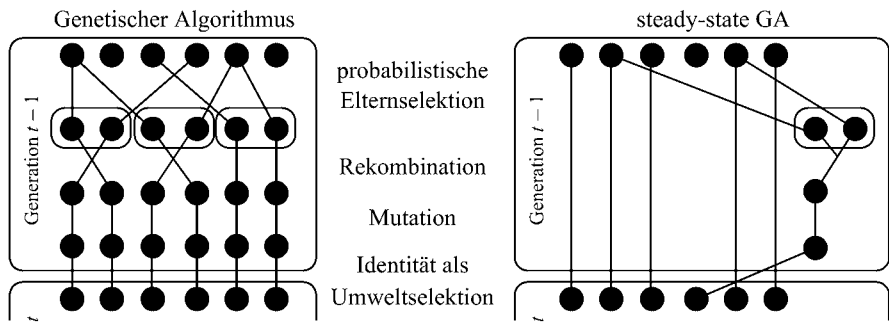 Genetischer Algorithmus
steady-state GA
Generation t − 1
probabilistische
Elternselektion
Rekombination
Mutation
Identität als
Umweltselektion
Generation t − 1
t
t